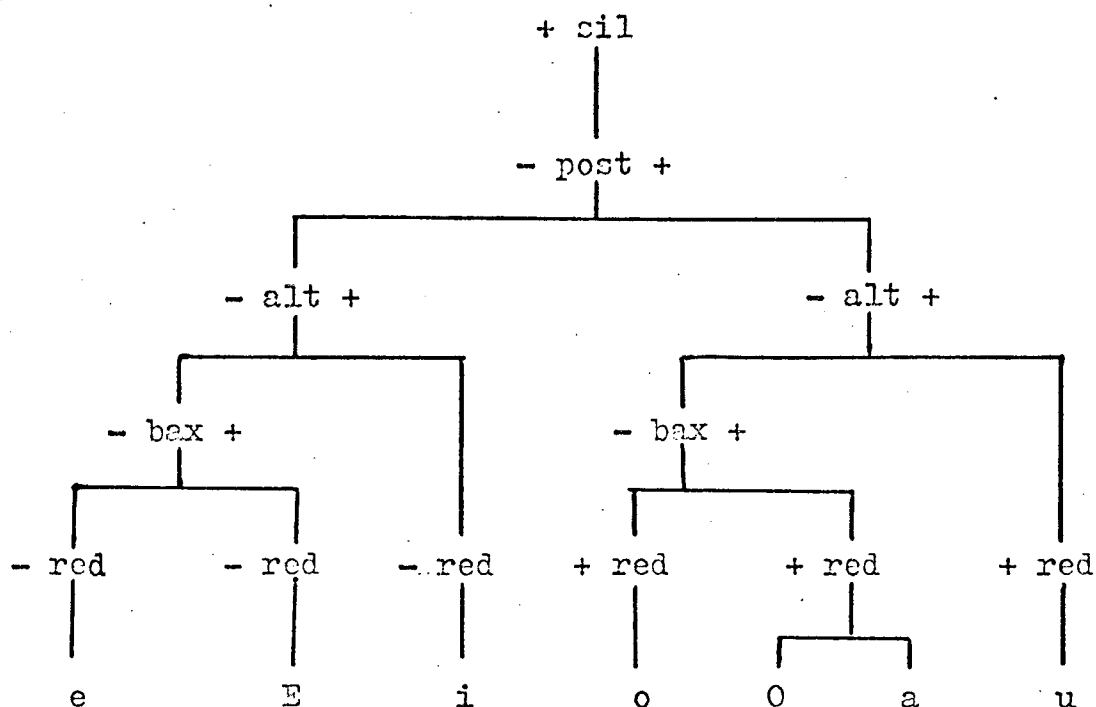 + sil
- post +
- alt + - alt +
- bax + - bax +
- red - red - red + red + red + red
e E i o O a u